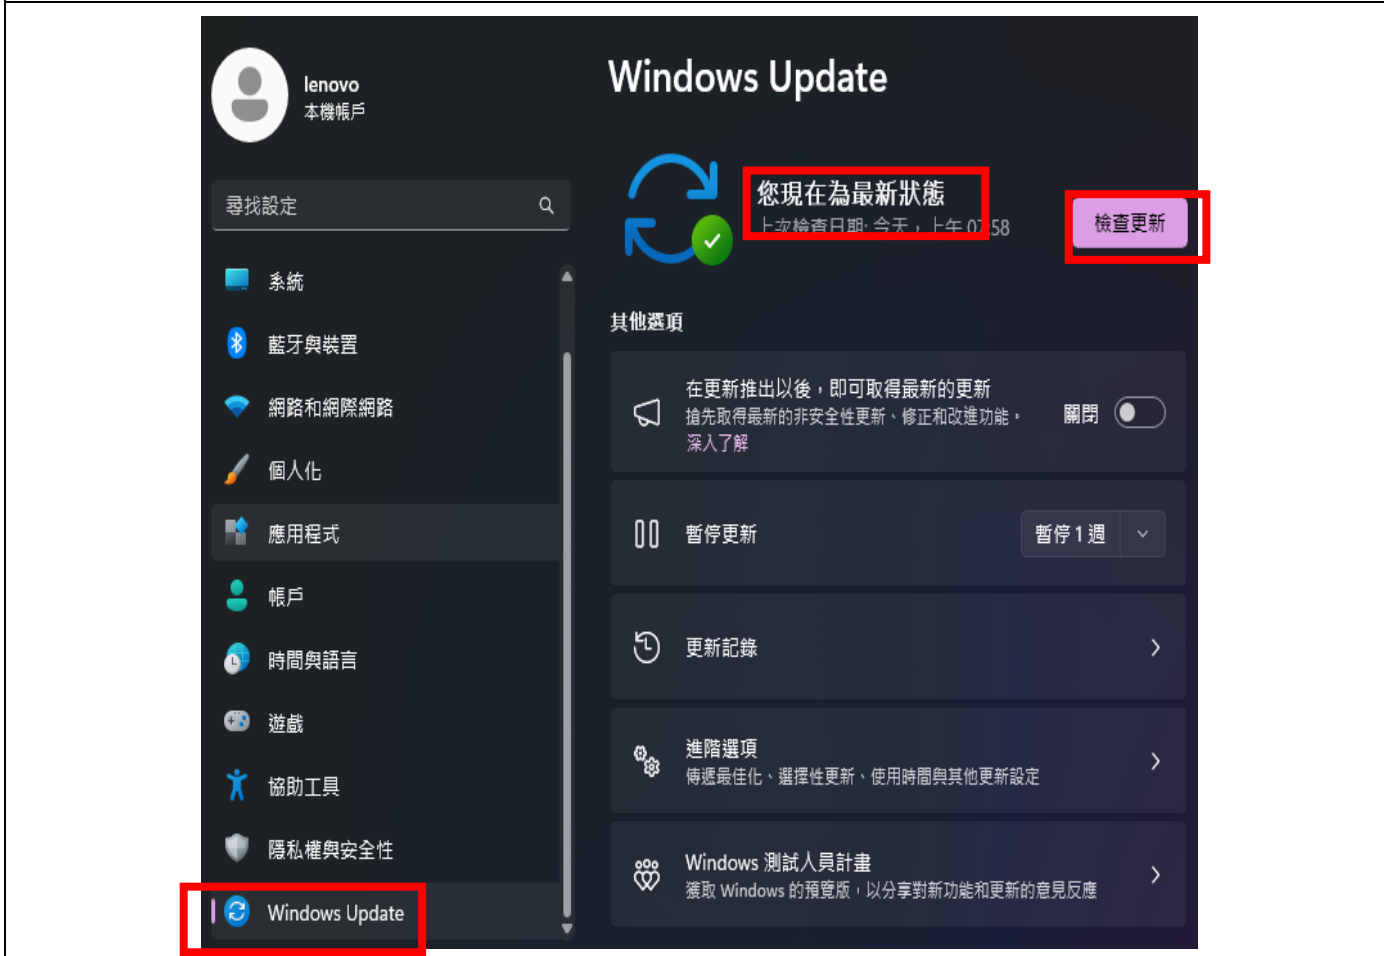 lenovo
本機帳戶
尋找設定
系統
藍牙與裝置
網路和網際網路
個人化
應用程式
帳戶
時間與語言
遊戲
協助工具
隱私權與安全性
Windows Update
Windows Update
您現在為最新狀態
上次檢查日期: 今天，上午 07:58
檢查更新
其他選項
在更新推出以後，即可取得最新的更新
搶先取得最新的非安全性更新、修正和改進功能。
深入了解
關閉
暫停更新
暫停 1 週
更新記錄
進階選項
傳遞最佳化、選擇性更新、使用時間與其他更新設定
Windows 測試人員計畫
獲取 Windows 的預覽版，以分享對新功能和更新的意見反應